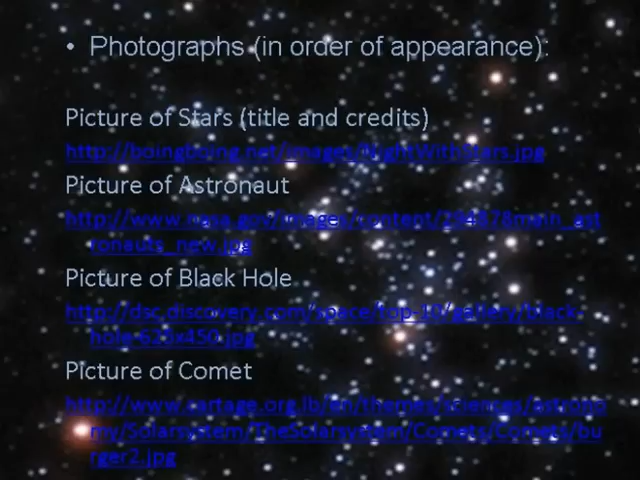 • Photographs (in order of appearance):
Picture of Stars (title and credits)
http://boingboing.net/images/NightWithStars.jpg
Picture of Astronaut
http://www.nasa.gov/images/content/294878main_ast
ronauts_new.jpg
Picture of Black Hole
http://dsc.discovery.com/space/top-10/gallery/black-
hole-625x450.jpg
Picture of Comet
http://www.cartage.org.lb/en/themes/sciences/astrono
my/Solarsystem/TheSolarsystem/Comets/Comets/bu
rger2.jpg